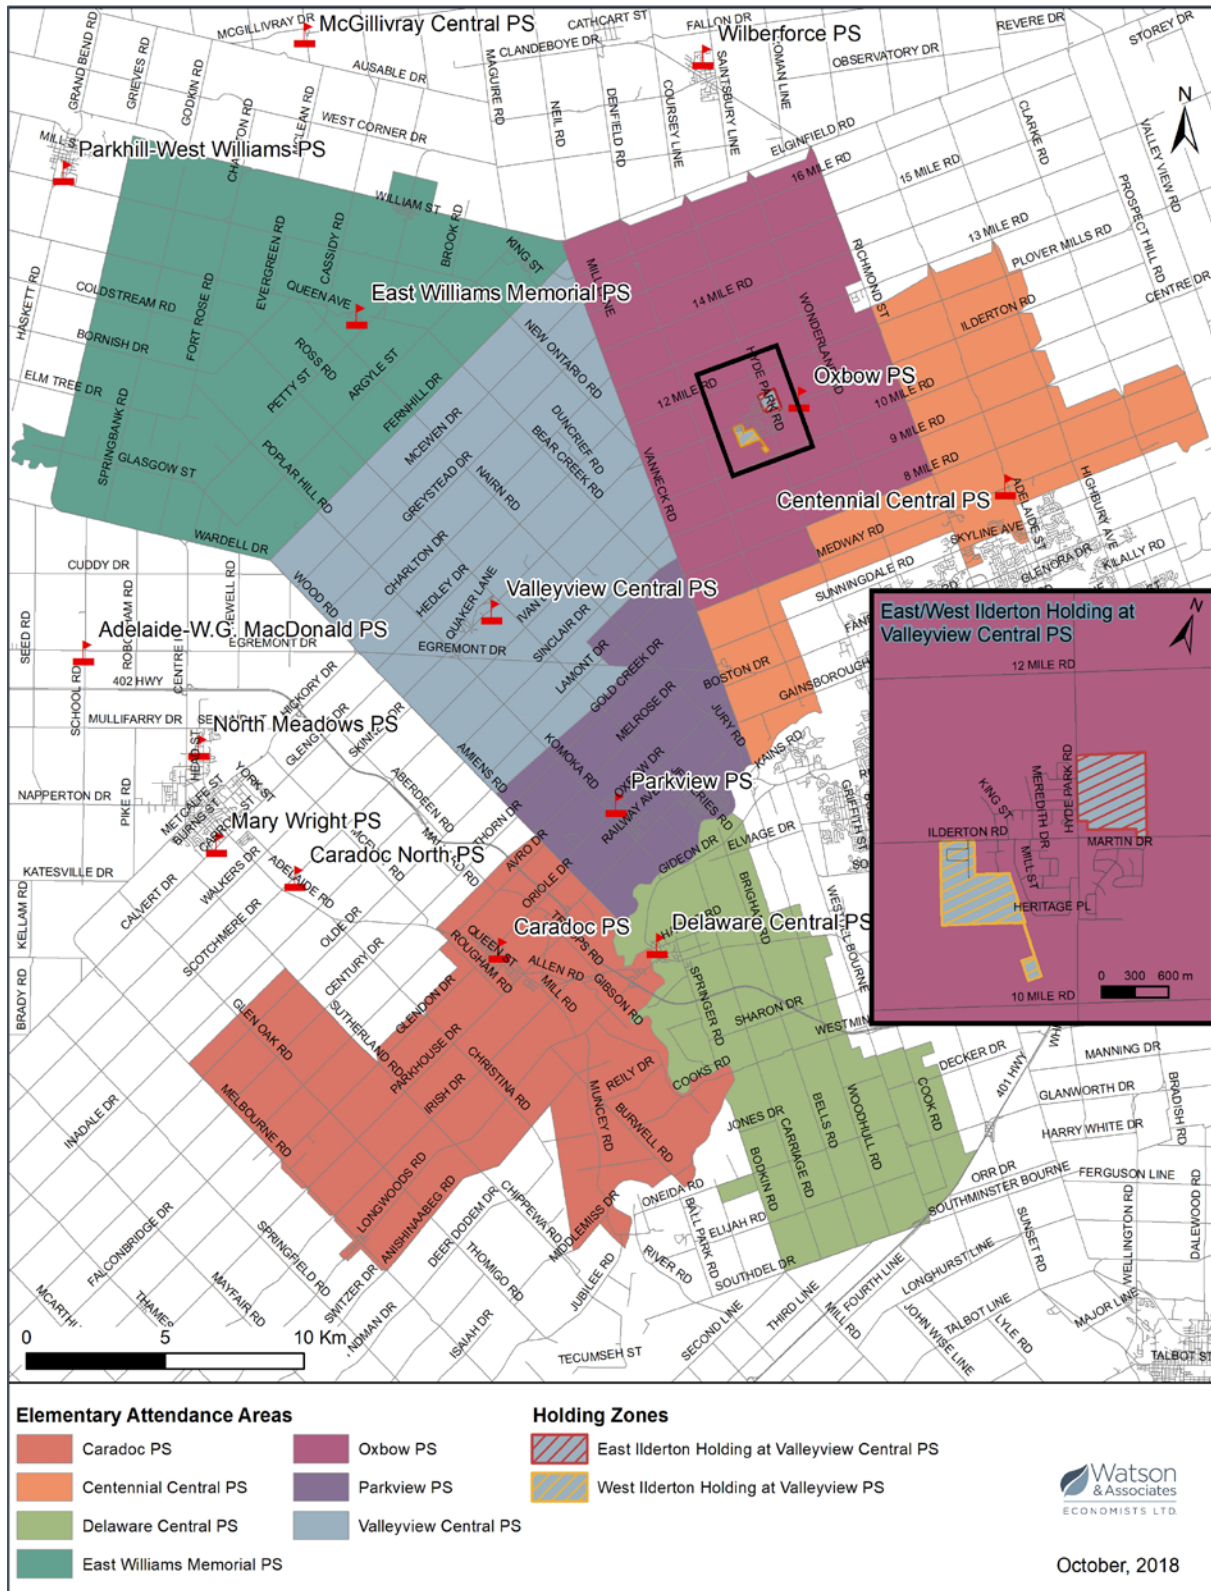 McGillivray Central PS
Wilberforce PS
Parkhill-West Williams PS
East Williams Memorial PS
Oxbow PS
Centennial Central PS
Valleyview Central PS
Adelaide-W.G. MacDonald PS
North Meadows PS
Parkview PS
Mary Wright PS
Caradoc North PS
Caradoc PS
Delaware Central PS
N
MCGILLIVRAY DR
CATHCART ST
FALLON DR
REVERE DR
STOREY DR
CLANDEBOYE DR
OBSERVATORY DR
AUSABLE DR
GRAND BEND RD
GRIEVES RD
GODKIN RD
MAGUIRE RD
NEIL RD
DENFIELD RD
COURSEY LINE
SAINTSBURY LINE
WEST CORNER DR
ELGINFIELD RD
16 MILE RD
15 MILE RD
CLARKE RD
VALLEY VIEW RD
PROSPECT HILL RD
WILLIAM ST
BROOK RD
KING ST
CASSIDY RD
EVERGREEN RD
QUEEN AVE
HASKETT RD
COLDSTREAM RD
FORT ROSE RD
BORNISH DR
ELM TREE DR
ROSS RD
PETTY ST
ARGYLE ST
FERNHILL DR
SPRINGBANK RD
GLASGOW ST
POPLAR HILL RD
WARDELL DR
14 MILE RD
13 MILE RD
PLOVER MILLS RD
CENTRE DR
RICHMOND ST
ILDERTON RD
NEW ONTARIO RD
12 MILE RD
HYDE PARK RD
10 MILE RD
9 MILE RD
8 MILE RD
VANNECK RD
MCEWEN DR
DUNCRIEF RD
BEAR CREEK RD
GREYSTEAD DR
NAIRN RD
CHARLTON DR
HEDLEY DR
QUAKER LANE
SINCLAIR DR
EGREMONT DR
LAMONT DR
WOOD RD
MEDWAY RD
SKYLINE AVE
ADELAIDE ST
HIGHBURY AVE
GLENORA DR
KILALLY RD
SUNNINGDALE RD
CUDDY DR
SEED RD
EGREMONT DR
402 HWY
SCHOOL RD
MULLIFARRY DR
HICKORY DR
AMIENS RD
GOLD CREEK DR
MELROSE DR
KOMOKA RD
OXBOW DR
JURY RD
BOSTON DR
KAINS RD
NAPPERTON DR
PIKE RD
HEAD ST
YORK ST
METCALFE ST
BURNS ST
ABERDEEN RD
AVRO DR
ORIOLE DR
RAILWAY AVE
GIDEON DR
ELVIAGE DR
GRIFFITH ST
KATESVILLE DR
KELLAM RD
BRADY RD
CALVERT DR
WALKERS DR
ADELAIDE RD
SCOTCHMERE DR
OLDE DR
CENTURY DR
SUTHERLAND RD
GLENDON DR
QUEEN ST
ROUGHAM RD
ALLEN RD
MILL RD
GIBSON RD
SPRINGER RD
SHARON DR
GLEN OAK RD
MELBOURNE RD
PARKHOUSE DR
IRISH DR
CHRISTINA RD
REILY DR
COOKS RD
MUNCEY RD
BURWELL RD
JONES DR
BODKIN RD
CARRIAGE RD
BELLS RD
WOODHULL RD
COOK RD
DECKER DR
401 HWY
MANNING DR
GLANWORTH DR
BRADISH RD
HARRY WHITE DR
ORR DR
FERGUSON LINE
SOUTHMINSTER BOURNE
SUNSET RD
WELLINGTON RD
DALEWOOD RD
INADALE DR
FALCONBRIDGE DR
SPRINGFIELD RD
MAYFAIR RD
SWITZER DR
LONGWOODS RD
ANISHINAABEG RD
DEER DODEM DR
CHIPPEWA RD
THOMIGO RD
ISAIAH DR
MIDDLEMISS DR
JUBILEE RD
ONEIDA RD
ELIJAH RD
BALL PARK RD
RIVER RD
SOUTHDEL DR
SECOND LINE
THIRD LINE
MILL RD
FOURTH LINE
LONGHURST LINE
JOHN WISE LINE
TALBOT LINE
LYLE RD
MAJOR LINE
TALBOT ST
TECUMSEH ST
East/West Ilderton Holding at
Valleyview Central PS
N
12 MILE RD
HYDE PARK RD
KING ST
MEREDITH DR
ILDERTON RD
MARTIN DR
MILL ST
HERITAGE PL
0 300 600 m
10 MILE RD
0 5 10 Km
Elementary Attendance Areas
Caradoc PS
Centennial Central PS
Delaware Central PS
East Williams Memorial PS
Oxbow PS
Parkview PS
Valleyview Central PS
Holding Zones
East Ilderton Holding at Valleyview Central PS
West Ilderton Holding at Valleyview PS
Watson
& Associates
ECONOMISTS LTD.
October, 2018